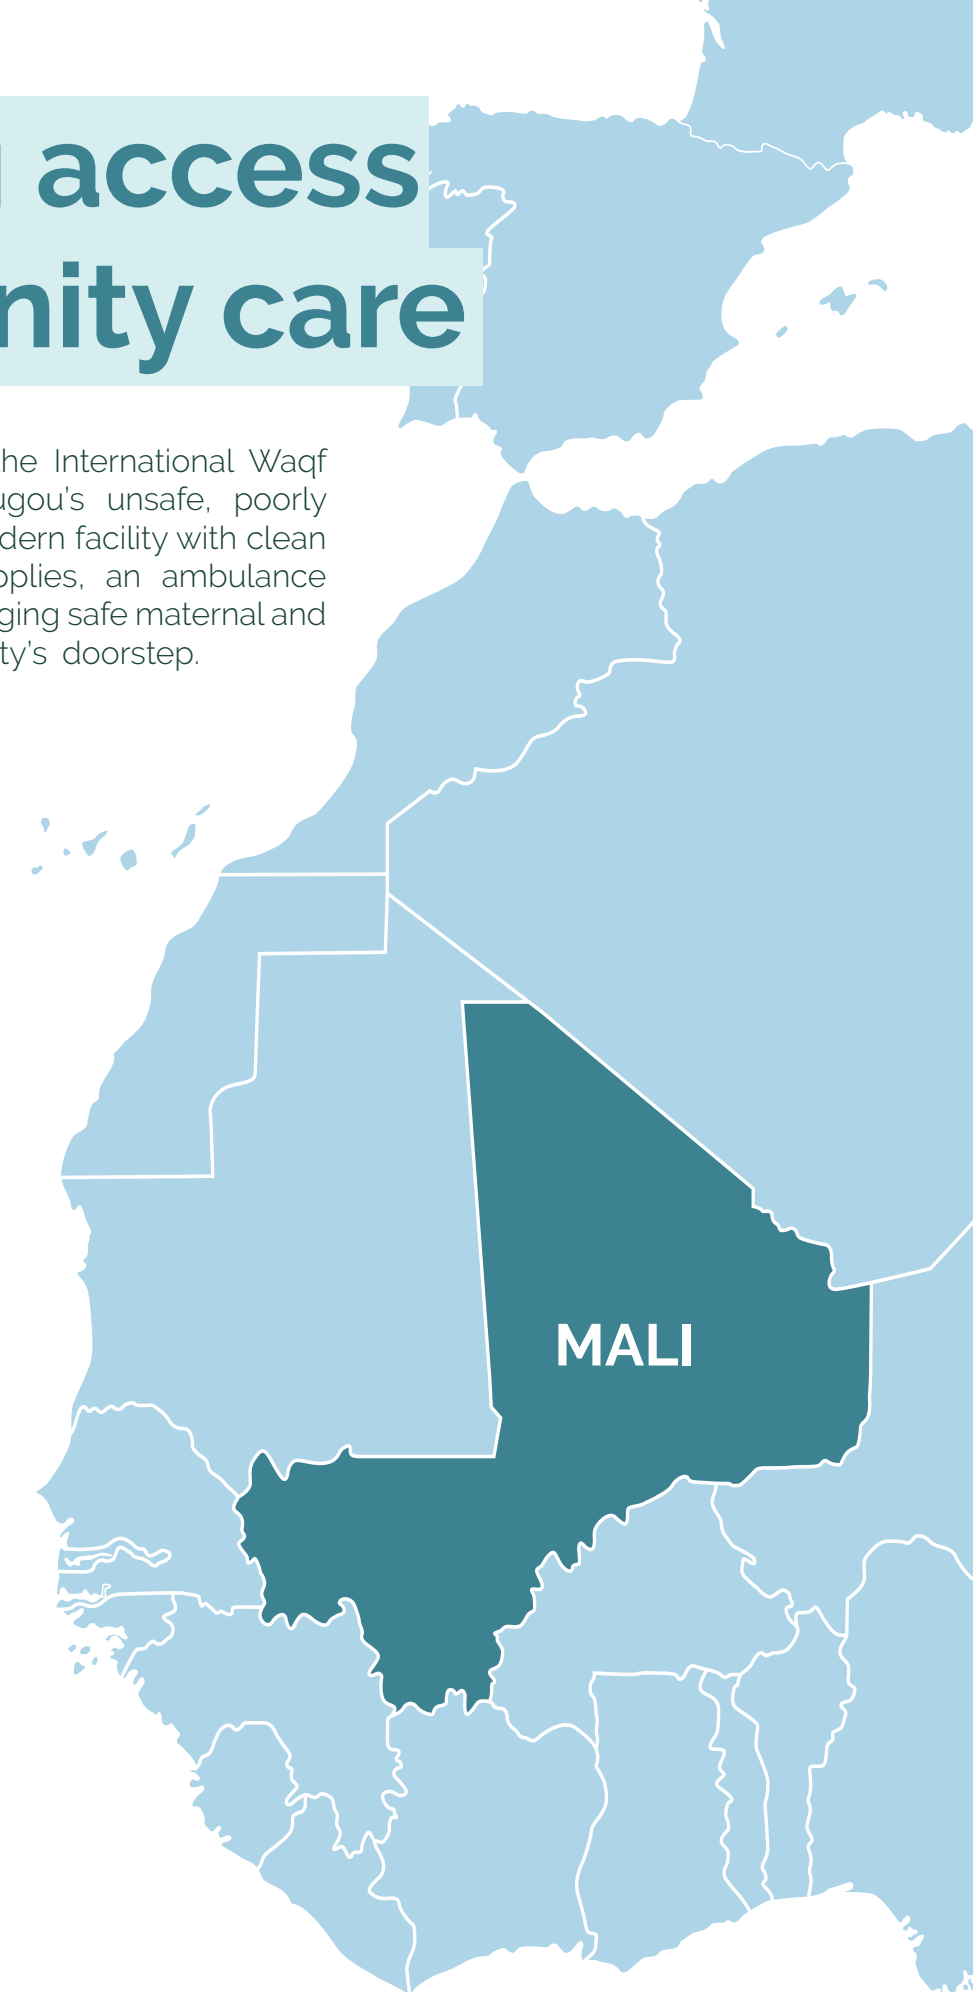 access
nity care
he International Waqf
ugou's unsafe, poorly
dern facility with clean
pplies, an ambulance
ging safe maternal and
ty's doorstep.
MALI